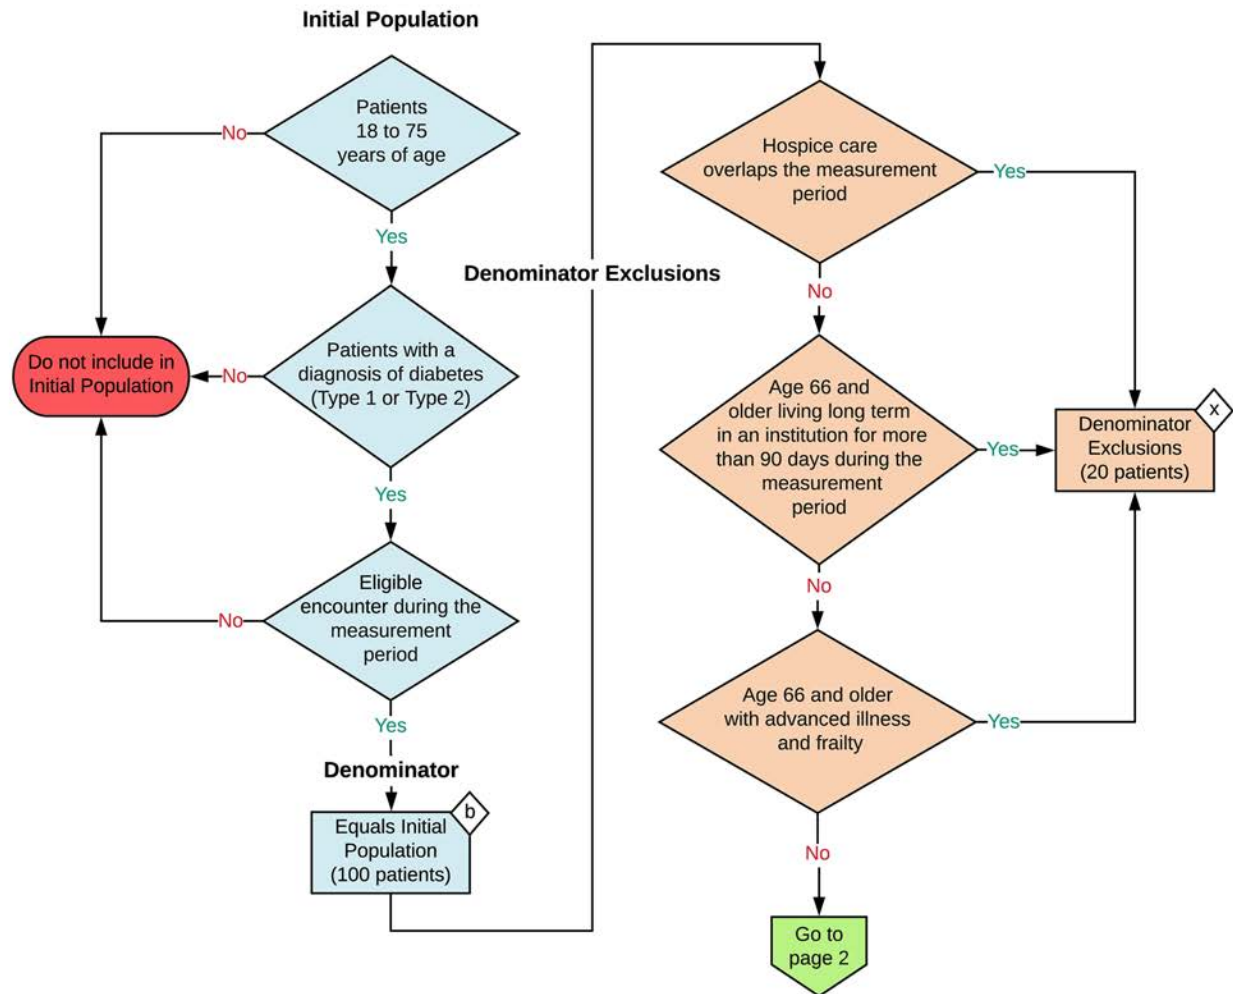 Initial Population
Patients
18 to 75
years of age
No
Yes
Patients with a
diagnosis of diabetes
(Type 1 or Type 2)
No
Do not include in
Initial Population
Yes
Eligible
encounter during the
measurement
period
No
Yes
Denominator
Equals Initial
Population
(100 patients)
b
Denominator Exclusions
Hospice care
overlaps the measurement
period
Yes
No
Age 66 and
older living long term
in an institution for more
than 90 days during the
measurement
period
Yes
Denominator
Exclusions
(20 patients)
x
No
Age 66 and older
with advanced illness
and frailty
Yes
No
Go to
page 2